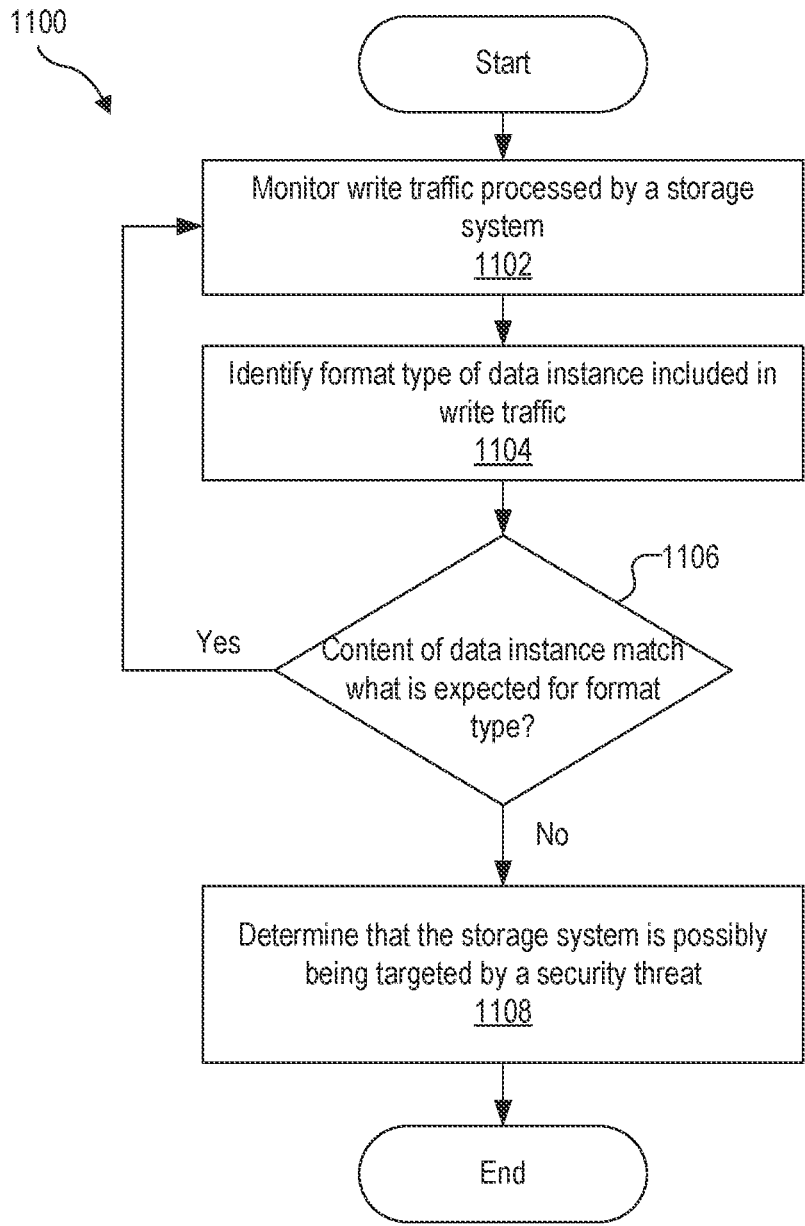 1100
Start
Monitor write traffic processed by a storage
system
1102
Identify format type of data instance included in
write traffic
1104
1106
Yes
Content of data instance match
what is expected for format
type?
No
Determine that the storage system is possibly
being targeted by a security threat
1108
End